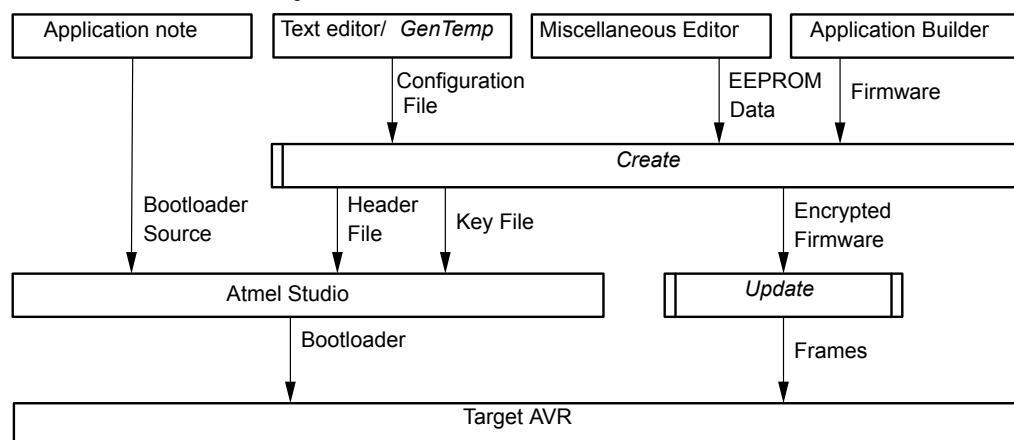 Application note
Text editor/ GenTemp
Miscellaneous Editor
Application Builder
Configuration
File
EEPROM
Data
Firmware
Create
Bootloader
Source
Header
File
Key File
Encrypted
Firmware
Atmel Studio
Update
Bootloader
Frames
Target AVR